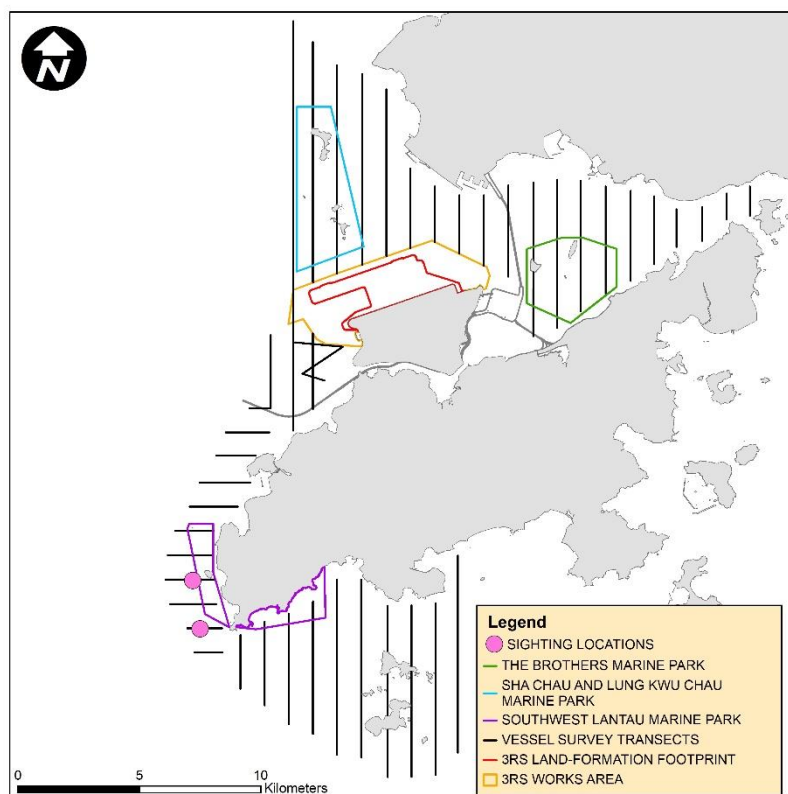 N
Legend
SIGHTING LOCATIONS
THE BROTHERS MARINE PARK
SHA CHAU AND LUNG KWU CHAU
MARINE PARK
SOUTHWEST LANTAU MARINE PARK
VESSEL SURVEY TRANSECTS
3RS LAND-FORMATION FOOTPRINT
3RS WORKS AREA
0 5 10
Kilometers